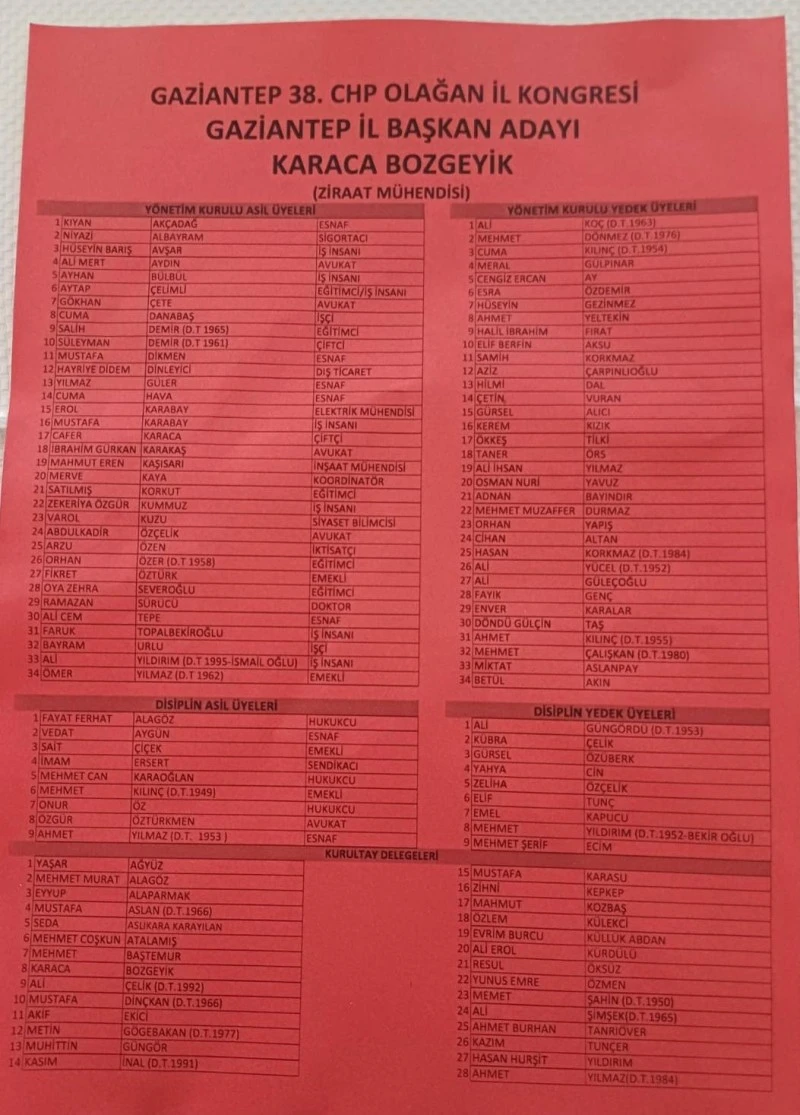 GAZİANTEP 38. CHP OLAĞAN İL KONGRESİ
GAZİANTEP İL BAŞKAN ADAYI
KARACA BOZGEYİK
(ZİRAAT MÜHENDİSİ)
YÖNETİM KURULU ASİL ÜYELERİ
1 KIYAN AKÇADAĞ ESNAF
2 NİYAZİ ALBAYRAM SİGORTACI
3 HÜSEYİN BARIŞ AVŞAR İŞ İNSANI
4 ALİ MERT AYDIN AVUKAT
5 AYHAN BÜLBÜL İŞ İNSANI
6 AYTAP ÇELİMLİ EĞİTİMCİ/İŞ İNSANI
7 GÖKHAN ÇETE AVUKAT
8 CUMA DANABAŞ İŞÇİ
9 SALİH DEMİR (D.T 1965) EĞİTİMCİ
10 SÜLEYMAN DEMİR (D.T 1961) ÇİFTCİ
11 MUSTAFA DİKMEN ESNAF
12 HAYRİYE DİDEM DİNLEYİCİ DIŞ TİCARET
13 YILMAZ GÜLER ESNAF
14 CUMA HAVA ESNAF
15 EROL KARABAY ELEKTRİK MÜHENDİSİ
16 MUSTAFA KARABAY İŞ İNSANI
17 CAFER KARACA ÇİFTÇİ
18 İBRAHİM GÜRKAN KARAKAŞ AVUKAT
19 MAHMUT EREN KAŞISARI İNŞAAT MÜHENDİSİ
20 MERVE KAYA KOORDİNATÖR
21 SATILMIŞ KORKUT EĞİTİMCİ
22 ZEKERİYA ÖZGÜR KUMMUZ İŞ İNSANI
23 VAROL KUZU SİYASET BİLİMCİSİ
24 ABDULKADİR ÖZÇELİK AVUKAT
25 ARZU ÖZEN İKTİSATÇI
26 ORHAN ÖZER (D.T 1958) EĞİTİMCİ
27 FİKRET ÖZTÜRK EMEKLİ
28 OYA ZEHRA SEVEROĞLU EĞİTİMCİ
29 RAMAZAN SÜRÜCÜ DOKTOR
30 ALİ CEM TEPE ESNAF
31 FARUK TOPALBEKİROĞLU İŞ İNSANI
32 BAYRAM URLU İŞÇİ
33 ALİ YILDIRIM (D.T 1995-İSMAİL OĞLU) İŞ İNSANI
34 ÖMER YILMAZ (D.T 1962) EMEKLİ
YÖNETİM KURULU YEDEK ÜYELERİ
1 ALİ KOÇ (D.T 1963)
2 MEHMET DÖNMEZ (D.T 1976)
3 CUMA KILINÇ (D.T 1954)
4 MERAL GÜLPINAR
5 CENGİZ ERCAN AY
6 ESRA ÖZDEMİR
7 HÜSEYİN GEZİNMEZ
8 AHMET YELTEKİN
9 HALİL İBRAHİM FIRAT
10 ELİF BERFİN AKSU
11 SAMİH KORKMAZ
12 AZİZ ÇARPINLIOĞLU
13 HİLMİ DAL
14 ÇETİN VURAN
15 GÜRSEL ALICI
16 KEREM KIZIK
17 ÖKKEŞ TİLKİ
18 TANER ÖRS
19 ALİ İHSAN YILMAZ
20 OSMAN NURİ YAVUZ
21 ADNAN BAYINDIR
22 MEHMET MUZAFFER DURMAZ
23 ORHAN YAPIŞ
24 CİHAN ALTAN
25 HASAN KORKMAZ (D.T.1984)
26 ALİ YÜCEL (D.T.1952)
27 ALİ GÜLEÇOĞLU
28 FAYIK GENÇ
29 ENVER KARALAR
30 DÖNDÜ GÜLÇİN TAŞ
31 AHMET KILINÇ (D.T.1955)
32 MEHMET ÇALIŞKAN (D.T.1980)
33 MİKTAT ASLANPAY
34 BETÜL AKIN
DİSİPLİN ASİL ÜYELERİ
1 FAYAT FERHAT ALAGÖZ HUKUKCU
2 VEDAT AYGÜN ESNAF
3 SAİT ÇİÇEK EMEKLİ
4 İMAM ERSERT SENDİKACI
5 MEHMET CAN KARAOĞLAN HUKUKCU
6 MEHMET KILINÇ (D.T.1949) EMEKLİ
7 ONUR ÖZ HUKUKCU
8 ÖZGÜR ÖZTÜRKMEN AVUKAT
9 AHMET YILMAZ (D.T. 1953 ) ESNAF
DİSİPLİN YEDEK ÜYELERİ
1 ALİ GÜNGÖRDÜ (D.T.1953)
2 KÜBRA ÇELİK
3 GÜRSEL ÖZÜBERK
4 YAHYA CİN
5 ZELİHA ÖZÇELİK
6 ELİF TUNÇ
7 EMEL KAPUCU
8 MEHMET YILDIRIM (D.T.1952-BEKİR OĞLU)
9 MEHMET ŞERİF ECİM
KURULTAY DELEGELERİ
1 YAŞAR AĞYÜZ
2 MEHMET MURAT ALAGÖZ
3 EYYUP ALAPARMAK
4 MUSTAFA ASLAN (D.T.1966)
5 SEDA ASLIKARA KARAYILAN
6 MEHMET COŞKUN ATALAMIŞ
7 MEHMET BAŞTEMUR
8 KARACA BOZGEYİK
9 ALİ ÇELİK (D.T.1992)
10 MUSTAFA DİNÇKAN (D.T.1966)
11 AKİF EKİCİ
12 METİN GÖGEBAKAN (D.T.1977)
13 MUHİTTİN GÜNGÖR
14 KASIM İNAL (D.T.1991)
15 MUSTAFA KARASU
16 ZİHNİ KEPKEP
17 MAHMUT KOZBAŞ
18 ÖZLEM KÜLEKCİ
19 EVRİM BURCU KÜLLÜK ABDAN
20 ALİ EROL KÜRDÜLÜ
21 RESUL ÖKSÜZ
22 YUNUS EMRE ÖZMEN
23 MEMET ŞAHİN (D.T.1950)
24 ALİ ŞİMŞEK(D.T.1965)
25 AHMET BURHAN TANRIÖVER
26 KAZIM TUNÇER
27 HASAN HURŞİT YILDIRIM
28 AHMET YILMAZ(D.T.1984)